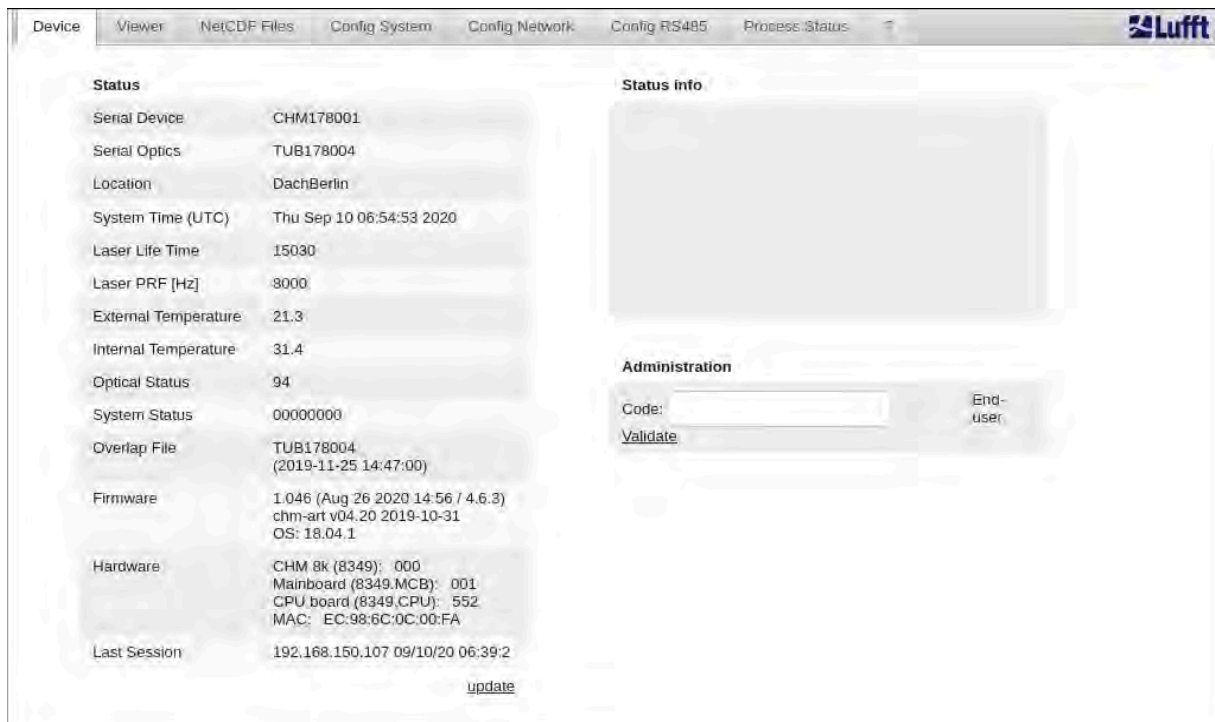 Device Viewer NetCDF Files Config System Config Network Config RS485 Process Status
Lufft
Status
Serial Device CHM178001
Serial Optics TUB178004
Location DachBerlin
System Time (UTC) Thu Sep 10 06:54:53 2020
Laser Life Time 15030
Laser PRF [Hz] 8000
External Temperature 21.3
Internal Temperature 31.4
Optical Status 94
System Status 00000000
Overlap File TUB178004
(2019-11-25 14:47:00)
Firmware 1.046 (Aug 26 2020 14:56 / 4.6.3)
chm-art v04.20 2019-10-31
OS: 18.04.1
Hardware CHM 8k (8349): 000
Mainboard (8349.MCB): 001
CPU board (8349.CPU): 552
MAC: EC:98:6C:0C:00:FA
Last Session 192.168.150.107 09/10/20 06:39:2
update
Status info
Administration
Code:
End-
user
Validate